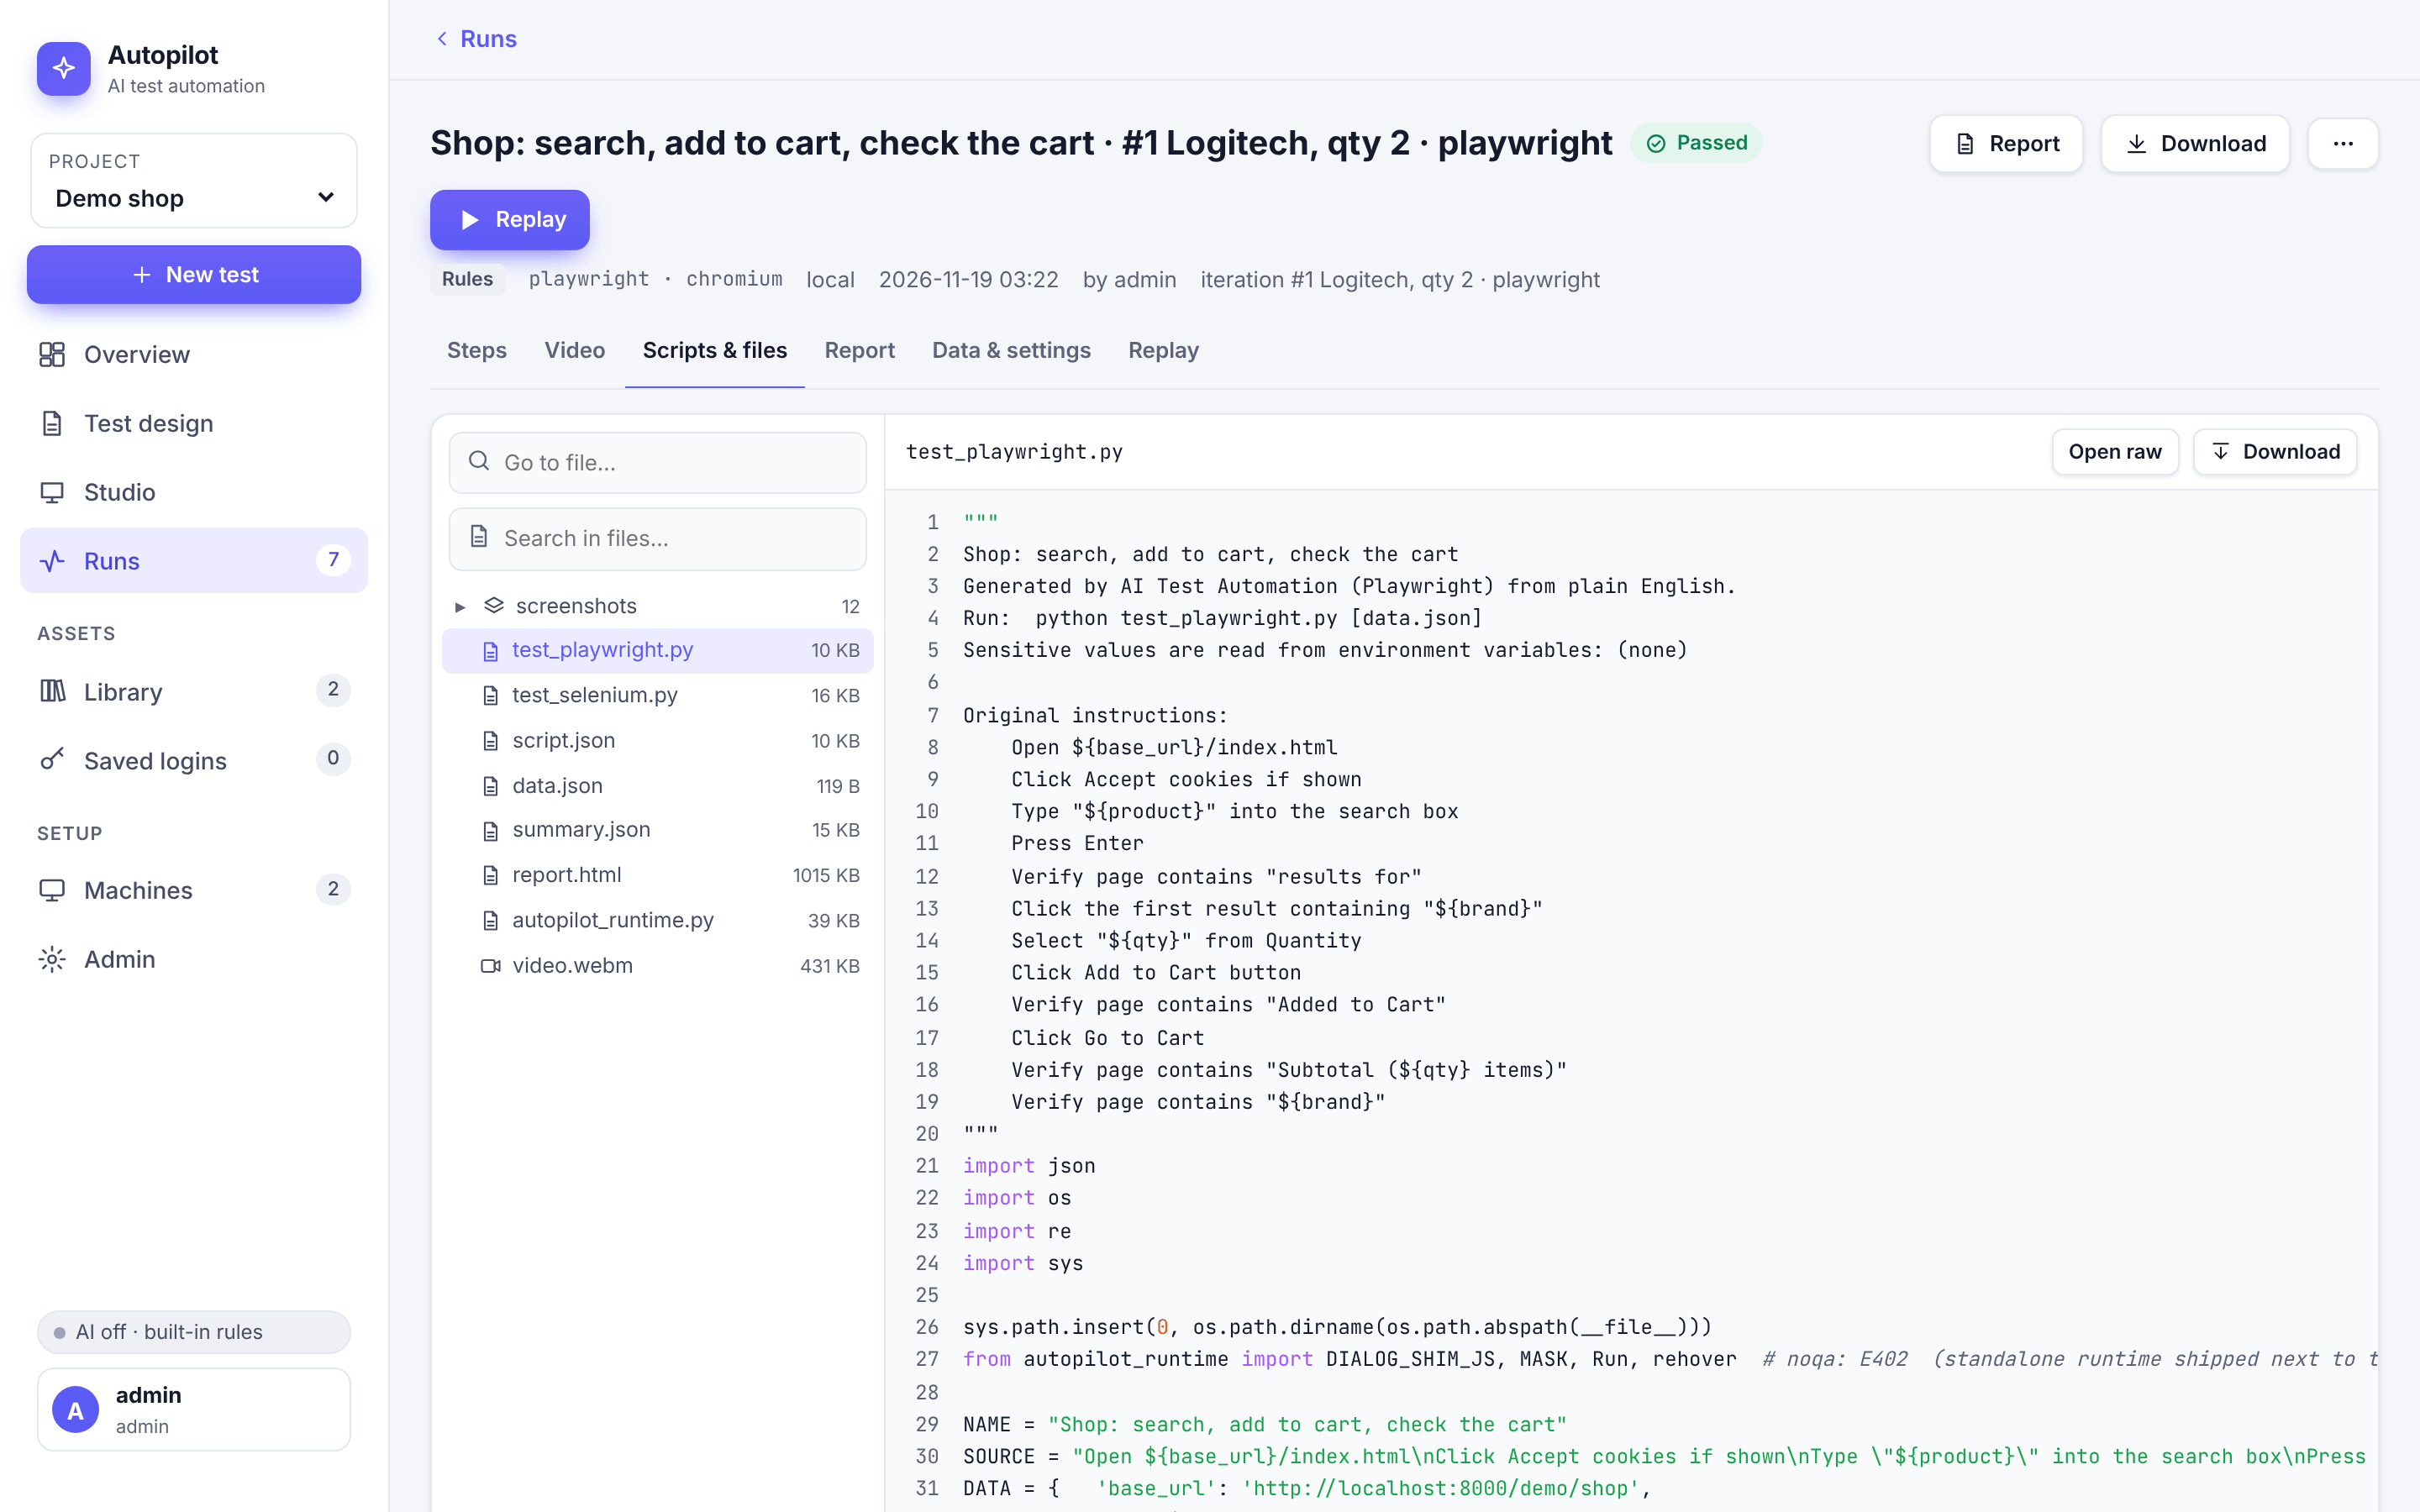 Autopilot
AI test automation
PROJECT
Demo shop
New test
Overview
Test design
Studio
Runs 7
ASSETS
Library 2
Saved logins 0
SETUP
Machines 2
Admin
AI off · built-in rules
A
admin
admin
Runs
Shop: search, add to cart, check the cart · #1 Logitech, qty 2 · playwright Passed
Report
Download
Replay
Rules playwright · chromium local 2026-11-19 03:22 by admin iteration #1 Logitech, qty 2 · playwright
Steps Video Scripts & files Report Data & settings Replay
Go to file...
Search in files...
screenshots 12
test_playwright.py 10 KB
test_selenium.py 16 KB
script.json 10 KB
data.json 119 B
summary.json 15 KB
report.html 1015 KB
autopilot_runtime.py 39 KB
video.webm 431 KB
test_playwright.py
Open raw
Download
1 """
2 Shop: search, add to cart, check the cart
3 Generated by AI Test Automation (Playwright) from plain English.
4 Run:  python test_playwright.py [data.json]
5 Sensitive values are read from environment variables: (none)
6
7 Original instructions:
8     Open ${base_url}/index.html
9     Click Accept cookies if shown
10     Type "${product}" into the search box
11     Press Enter
12     Verify page contains "results for"
13     Click the first result containing "${brand}"
14     Select "${qty}" from Quantity
15     Click Add to Cart button
16     Verify page contains "Added to Cart"
17     Click Go to Cart
18     Verify page contains "Subtotal (${qty} items)"
19     Verify page contains "${brand}"
20 """
21 import json
22 import os
23 import re
24 import sys
25
26 sys.path.insert(0, os.path.dirname(os.path.abspath(__file__)))
27 from autopilot_runtime import DIALOG_SHIM_JS, MASK, Run, rehover  # noqa: E402  (standalone runtime shipped next to t
28
29 NAME = "Shop: search, add to cart, check the cart"
30 SOURCE = "Open ${base_url}/index.html\nClick Accept cookies if shown\nType \"${product}\" into the search box\nPress
31 DATA = {   'base_url': 'http://localhost:8000/demo/shop',